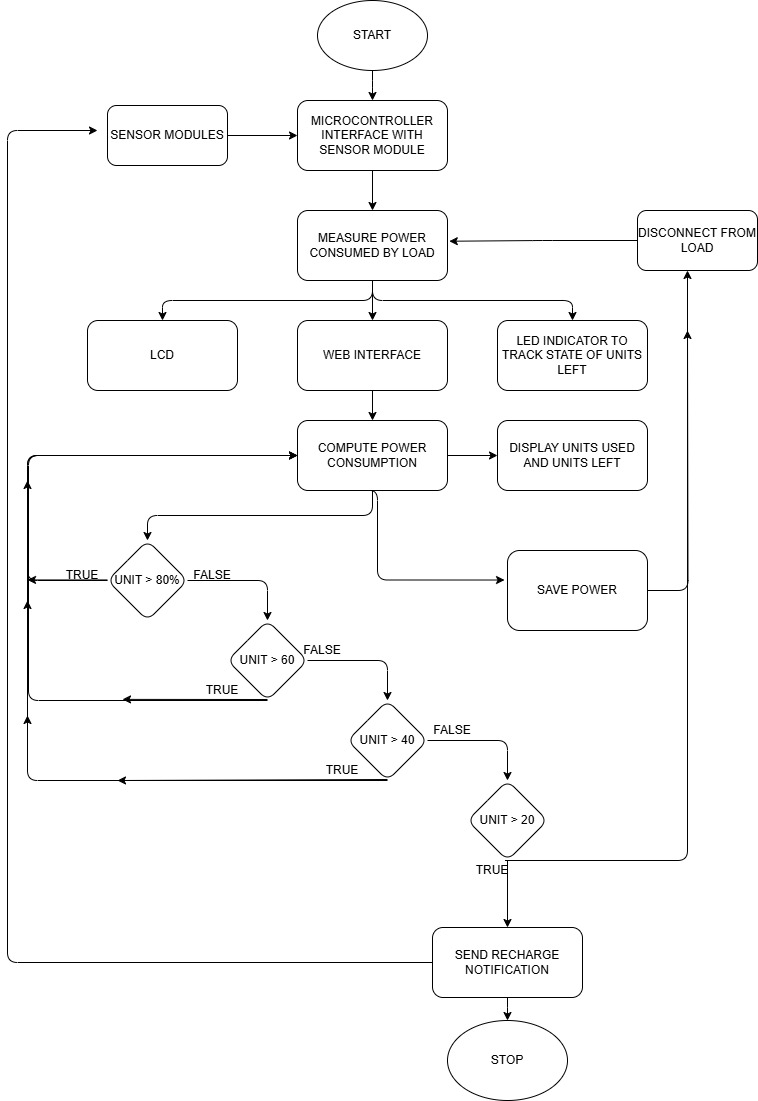 START
SENSOR MODULES
MICROCONTROLLER
INTERFACE WITH
SENSOR MODULE
MEASURE POWER
CONSUMED BY LOAD
DISCONNECT FROM
LOAD
LCD
WEB INTERFACE
LED INDICATOR TO
TRACK STATE OF UNITS
LEFT
COMPUTE POWER
CONSUMPTION
DISPLAY UNITS USED
AND UNITS LEFT
TRUE
UNIT > 80%
FALSE
SAVE POWER
UNIT > 60
FALSE
TRUE
UNIT > 40
FALSE
TRUE
UNIT > 20
TRUE
SEND RECHARGE
NOTIFICATION
STOP